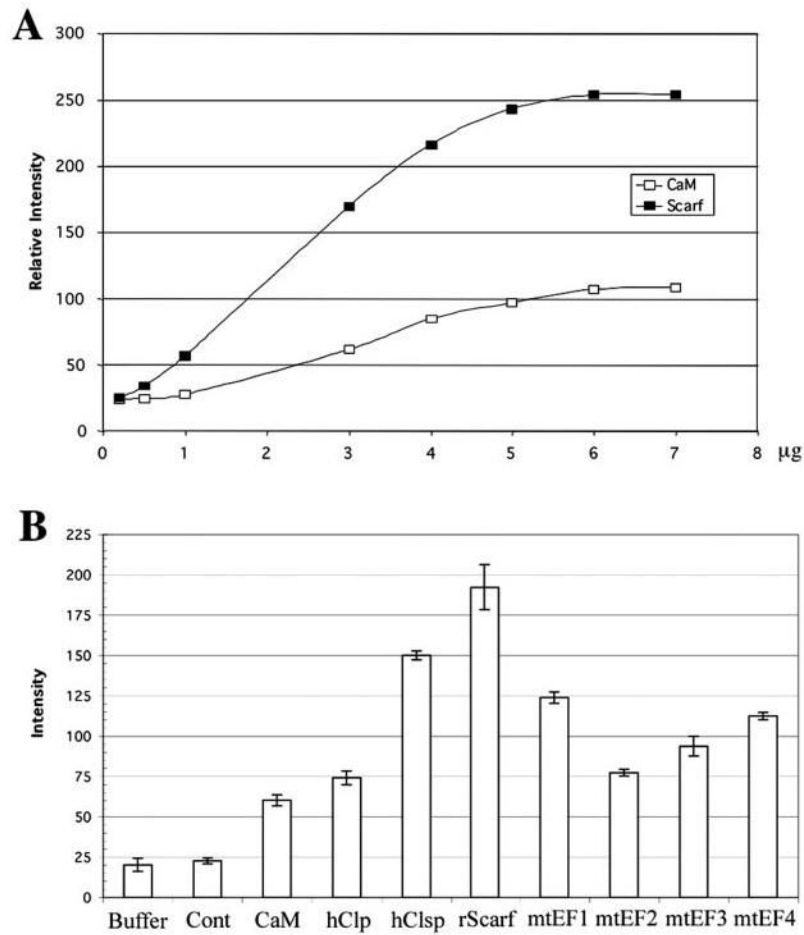 A
300
250
200
150
100
50
0
Relative Intensity
CaM
Scarf
0 1 2 3 4 5 6 7 8 µg
B
225
200
175
150
125
100
75
50
25
0
Intensity
Buffer Cont CaM hClp hClsp rScarf mtEF1 mtEF2 mtEF3 mtEF4